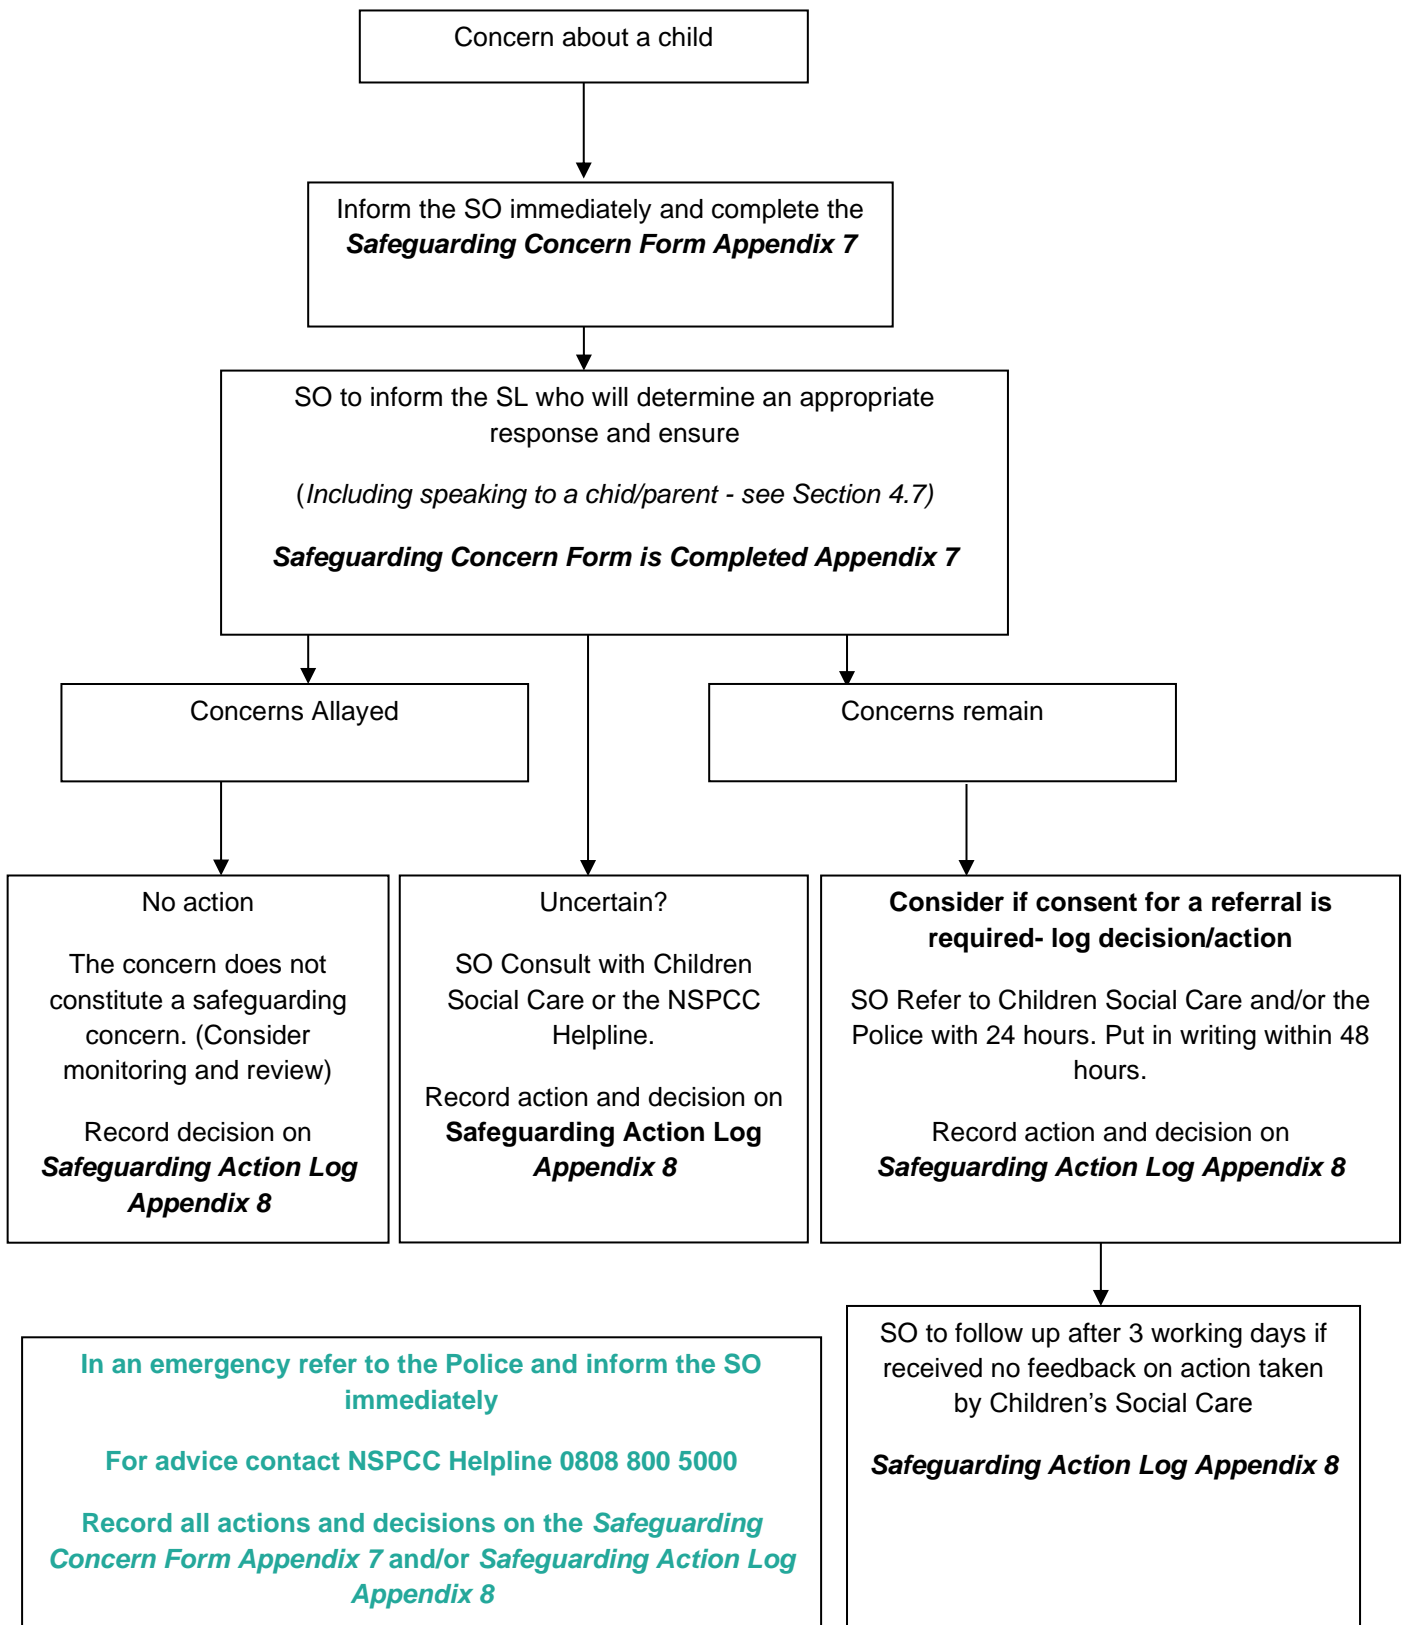 Concern about a child
Inform the SO immediately and complete the
Safeguarding Concern Form Appendix 7
SO to inform the SL who will determine an appropriate
response and ensure
(Including speaking to a chid/parent - see Section 4.7)
Safeguarding Concern Form is Completed Appendix 7
Concerns Allayed
Concerns remain
No action
The concern does not
constitute a safeguarding
concern. (Consider
monitoring and review)
Record decision on
Safeguarding Action Log
Appendix 8
Uncertain?
SO Consult with Children
Social Care or the NSPCC
Helpline.
Record action and decision on
Safeguarding Action Log
Appendix 8
Consider if consent for a referral is
required- log decision/action
SO Refer to Children Social Care and/or the
Police with 24 hours. Put in writing within 48
hours.
Record action and decision on
Safeguarding Action Log Appendix 8
In an emergency refer to the Police and inform the SO
immediately
For advice contact NSPCC Helpline 0808 800 5000
Record all actions and decisions on the Safeguarding
Concern Form Appendix 7 and/or Safeguarding Action Log
Appendix 8
SO to follow up after 3 working days if
received no feedback on action taken
by Children’s Social Care
Safeguarding Action Log Appendix 8